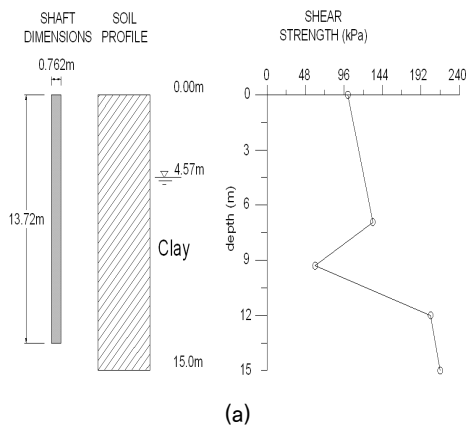 SHAFT DIMENSIONS
SOIL PROFILE
0.762m
0.00m
4.57m
13.72m
Clay
15.0m
SHEAR
STRENGTH (kPa)
0 48 96 144 192 240
depth (m)
0
3
6
9
12
15
(a)